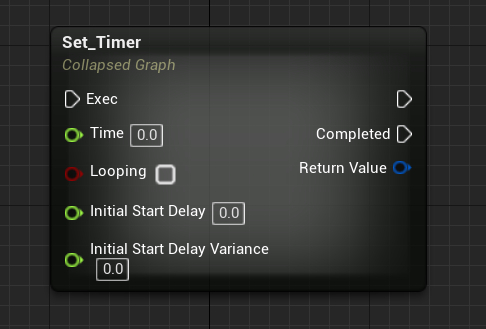 Set_Timer
Collapsed Graph
Exec
Time 0.0
Completed
Looping
Return Value
Initial Start Delay 0.0
Initial Start Delay Variance
0.0